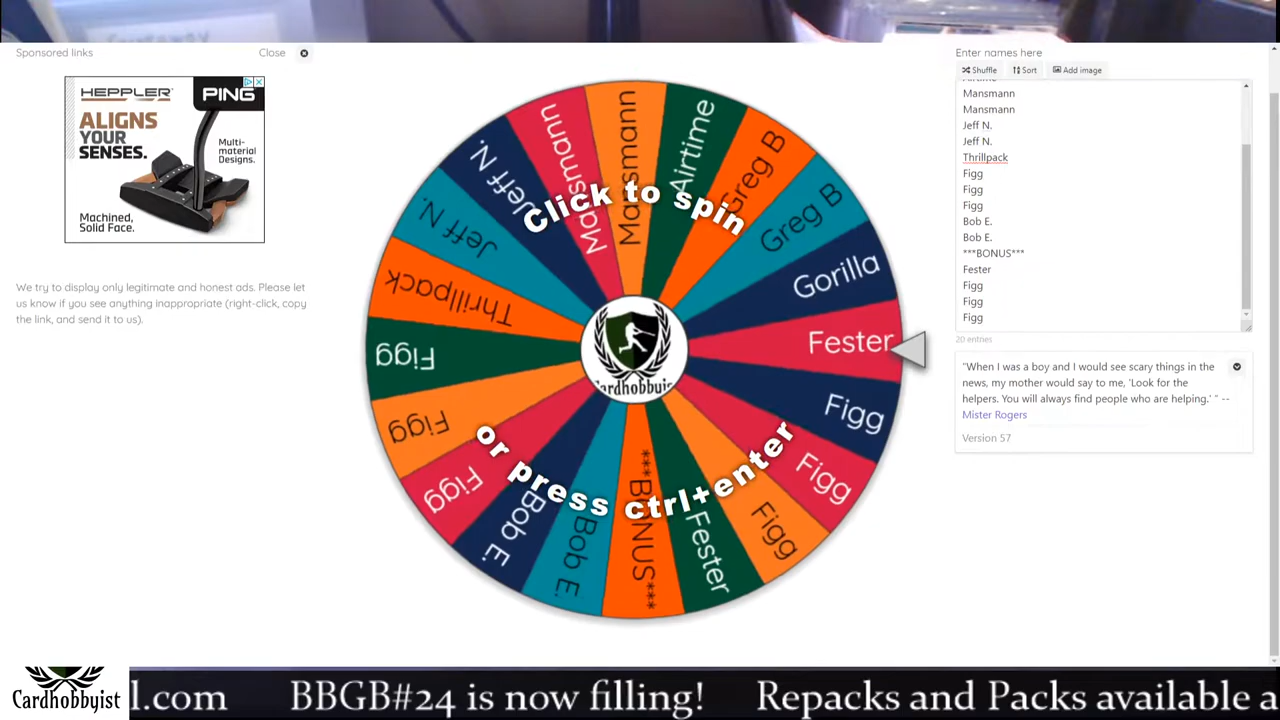 Sponsored links
Close
HEPPLER
PING
ALIGNS
YOUR
SENSES.
Multi-
material
Designs.
Machined,
Solid Face.
We try to display only legitimate and honest ads. Please let
us know if you see anything inappropriate (right-click, copy
the link, and send it to us).
Mansmann
Mansmann
Airtime
Greg B
Greg B
Gorilla
Fester
Figg
Figg
Figg
Fester
***BONUS***
Bob E.
Bob E.
Figg
Figg
Figg
Thrillpack
Jeff N.
Jeff N.
Click to spin
or press ctrl+enter
Enter names here
Shuffle
Sort
Add image
Airtime
Mansmann
Mansmann
Jeff N.
Jeff N.
Thrillpack
Figg
Figg
Figg
Bob E.
Bob E.
***BONUS***
Fester
Figg
Figg
Figg
20 entries
"When I was a boy and I would see scary things in the
news, my mother would say to me, 'Look for the
helpers. You will always find people who are helping.' " --
Mister Rogers
Version 57
Cardhobbyist
l.com BBGB#24 is now filling! Repacks and Packs available a